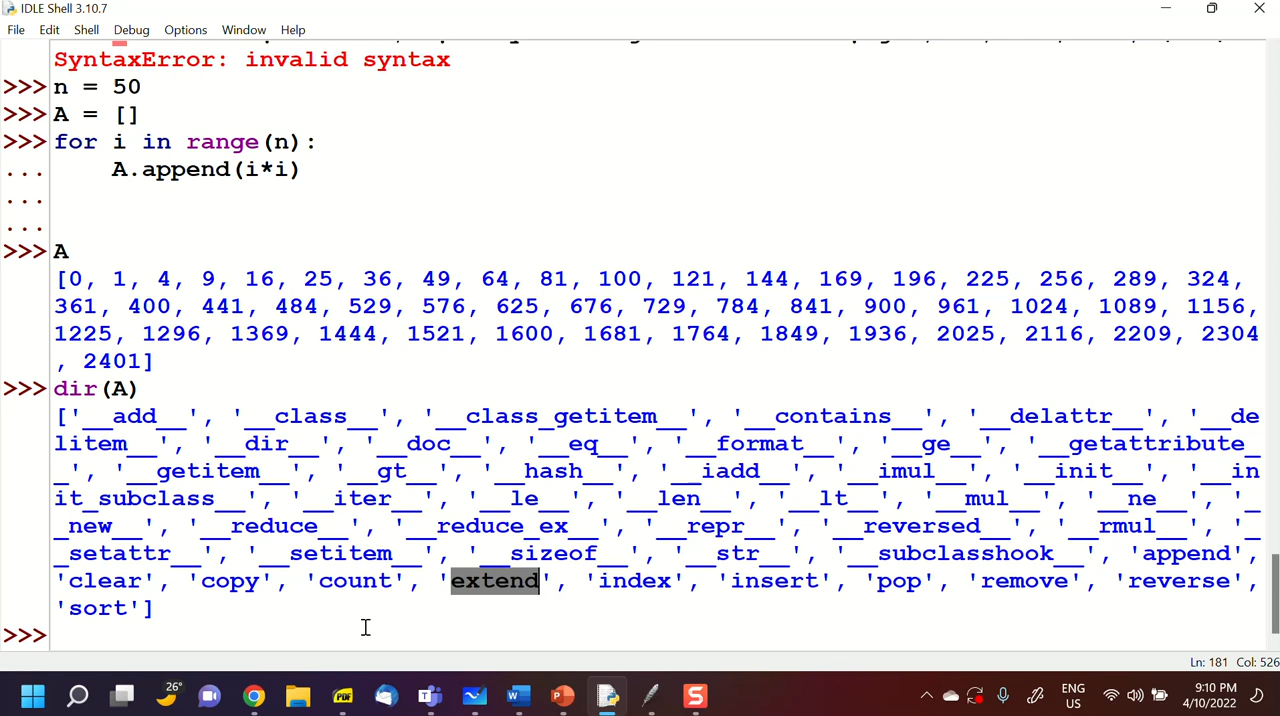 IDLE Shell 3.10.7
File Edit Shell Debug Options Window Help
SyntaxError: invalid syntax
>>> n = 50
>>> A = []
>>> for i in range(n):
... A.append(i*i)
...
...
>>> A
[0, 1, 4, 9, 16, 25, 36, 49, 64, 81, 100, 121, 144, 169, 196, 225, 256, 289, 324,
361, 400, 441, 484, 529, 576, 625, 676, 729, 784, 841, 900, 961, 1024, 1089, 1156,
1225, 1296, 1369, 1444, 1521, 1600, 1681, 1764, 1849, 1936, 2025, 2116, 2209, 2304
, 2401]
>>> dir(A)
['__add__', '__class__', '__class_getitem__', '__contains__', '__delattr__', '__de
litem__', '__dir__', '__doc__', '__eq__', '__format__', '__ge__', '__getattribute_
_', '__getitem__', '__gt__', '__hash__', '__iadd__', '__imul__', '__init__', '__in
it_subclass__', '__iter__', '__le__', '__len__', '__lt__', '__mul__', '__ne__', '_
_new__', '__reduce__', '__reduce_ex__', '__repr__', '__reversed__', '__rmul__', '_
_setattr__', '__setitem__', '__sizeof__', '__str__', '__subclasshook__', 'append',
'clear', 'copy', 'count', 'extend', 'index', 'insert', 'pop', 'remove', 'reverse',
'sort']
>>>
Ln: 181 Col: 526
26°
PDF
ENG
US
9:10 PM
4/10/2022